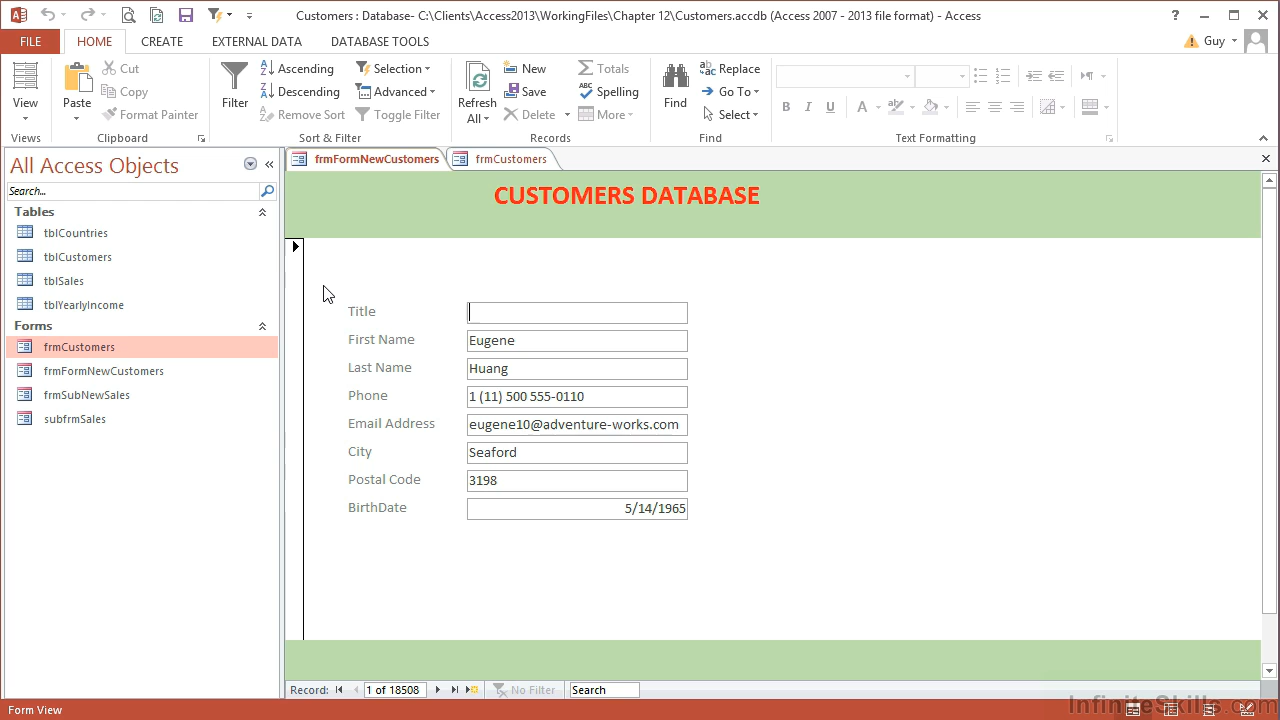 Customers : Database- C:\Clients\Access2013\WorkingFiles\Chapter 12\Customers.accdb (Access 2007 - 2013 file format) - Access
FILE HOME CREATE EXTERNAL DATA DATABASE TOOLS Guy
View
Views
Paste
Cut
Copy
Format Painter
Clipboard
Filter
Ascending
Descending
Remove Sort
Selection
Advanced
Toggle Filter
Sort & Filter
Refresh
All
New
Save
Delete
Totals
Spelling
More
Records
Find
Replace
Go To
Select
Find
B I U
Text Formatting
All Access Objects
Search...
Tables
tblCountries
tblCustomers
tblSales
tblYearlyIncome
Forms
frmCustomers
frmFormNewCustomers
frmSubNewSales
subfrmSales
frmFormNewCustomers frmCustomers
CUSTOMERS DATABASE
Title
First Name Eugene
Last Name Huang
Phone 1 (11) 500 555-0110
Email Address eugene10@adventure-works.com
City Seaford
Postal Code 3198
BirthDate 5/14/1965
Record: 1 of 18508 No Filter Search
Form View
InfiniteSkills.com